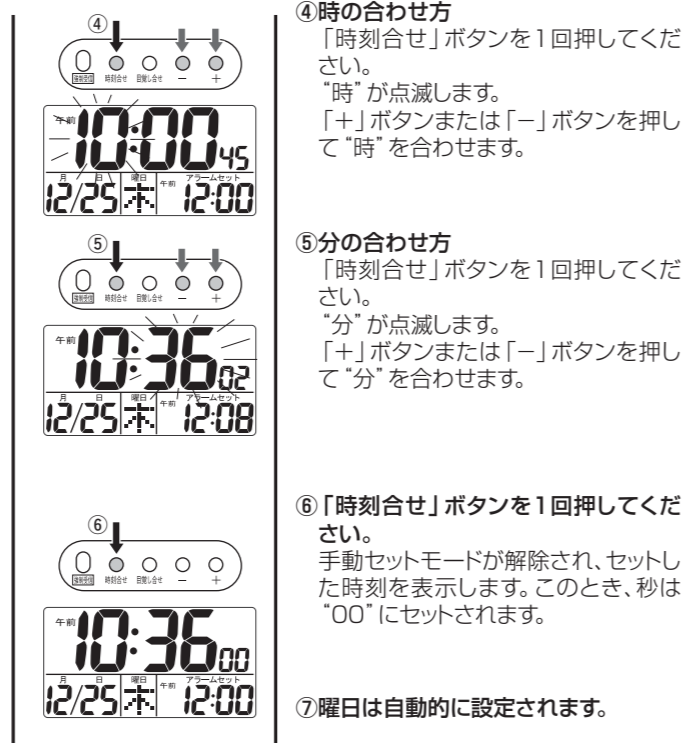 ④
強制受信 時刻合せ 目覚し合せ － ＋
午前 10:00 45
月 日 曜日 午前 アラームセット
12/25 木 12:00
④時の合わせ方
「時刻合せ」ボタンを1回押してくだ
さい。
“時”が点滅します。
「＋」ボタンまたは「－」ボタンを押し
て“時”を合わせます。
⑤
強制受信 時刻合せ 目覚し合せ － ＋
午前 10:36 02
月 日 曜日 午前 アラームセット
12/25 木 12:08
⑤分の合わせ方
「時刻合せ」ボタンを1回押してくだ
さい。
“分”が点滅します。
「＋」ボタンまたは「－」ボタンを押し
て“分”を合わせます。
⑥
強制受信 時刻合せ 目覚し合せ － ＋
午前 10:36 00
月 日 曜日 午前 アラームセット
12/25 木 12:00
⑥「時刻合せ」ボタンを1回押してくだ
さい。
手動セットモードが解除され、セットし
た時刻を表示します。このとき、秒は
“00”にセットされます。
⑦曜日は自動的に設定されます。